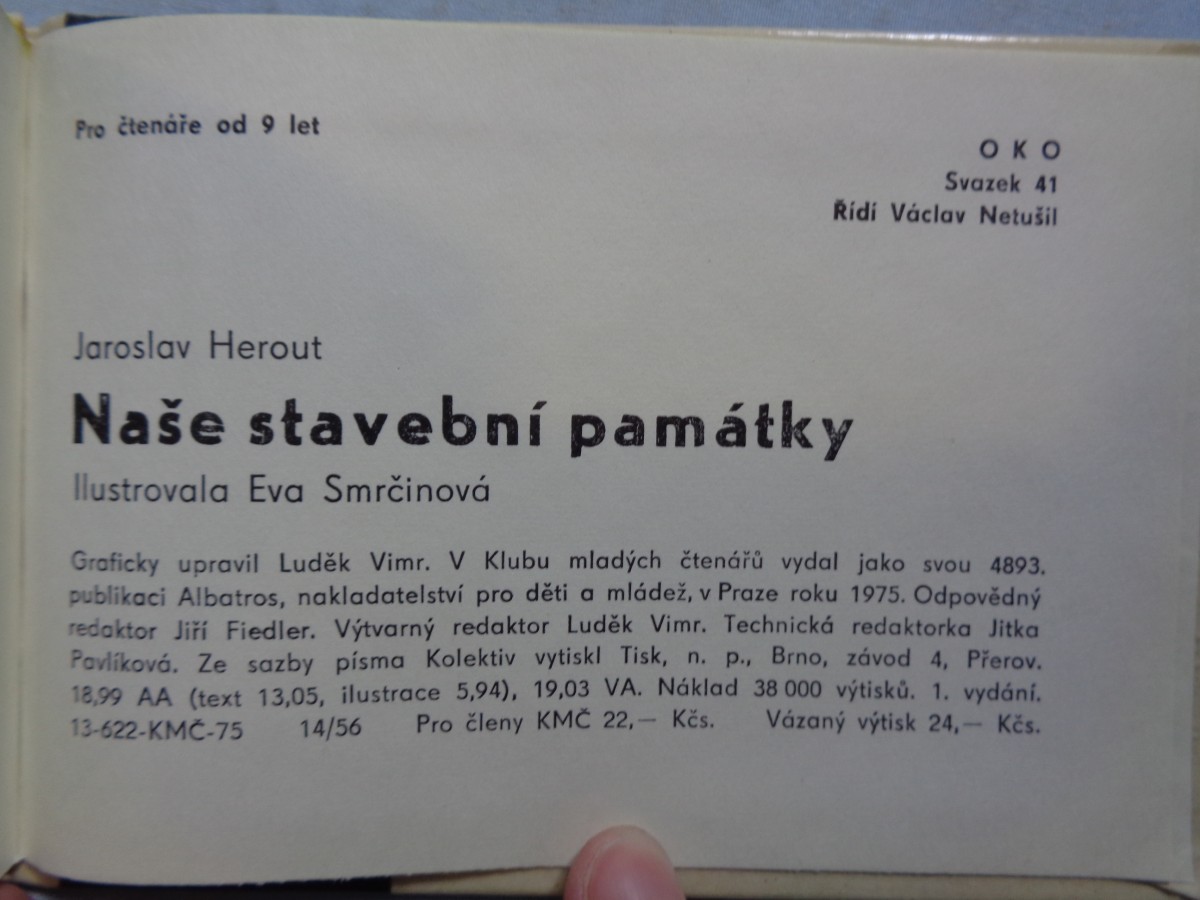 Pro čtenáře od 9 let
O K O
Svazek 41
Řídí Václav Netušil
Jaroslav Herout
Naše stavební památky
Ilustrovala Eva Smrčinová
Graficky upravil Luděk Vimr. V Klubu mladých čtenářů vydal jako svou 4893.
publikaci Albatros, nakladatelství pro děti a mládež, v Praze roku 1975. Odpovědný
redaktor Jiří Fiedler. Výtvarný redaktor Luděk Vimr. Technická redaktorka Jitka
Pavlíková. Ze sazby písma Kolektiv vytiskl Tisk, n. p., Brno, závod 4, Přerov.
18,99 AA (text 13,05, ilustrace 5,94), 19,03 VA. Náklad 38 000 výtisků. 1. vydání.
13-622-KMČ-75 14/56 Pro členy KMČ 22,— Kčs. Vázaný výtisk 24,— Kčs.